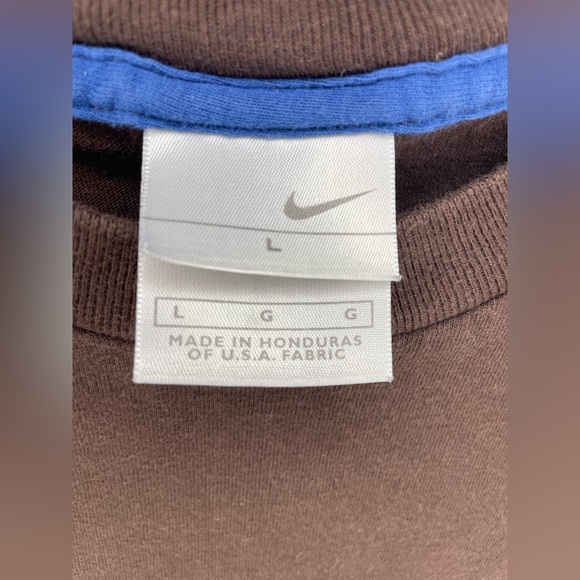 L
L G G
MADE IN HONDURAS
OF U.S.A. FABRIC